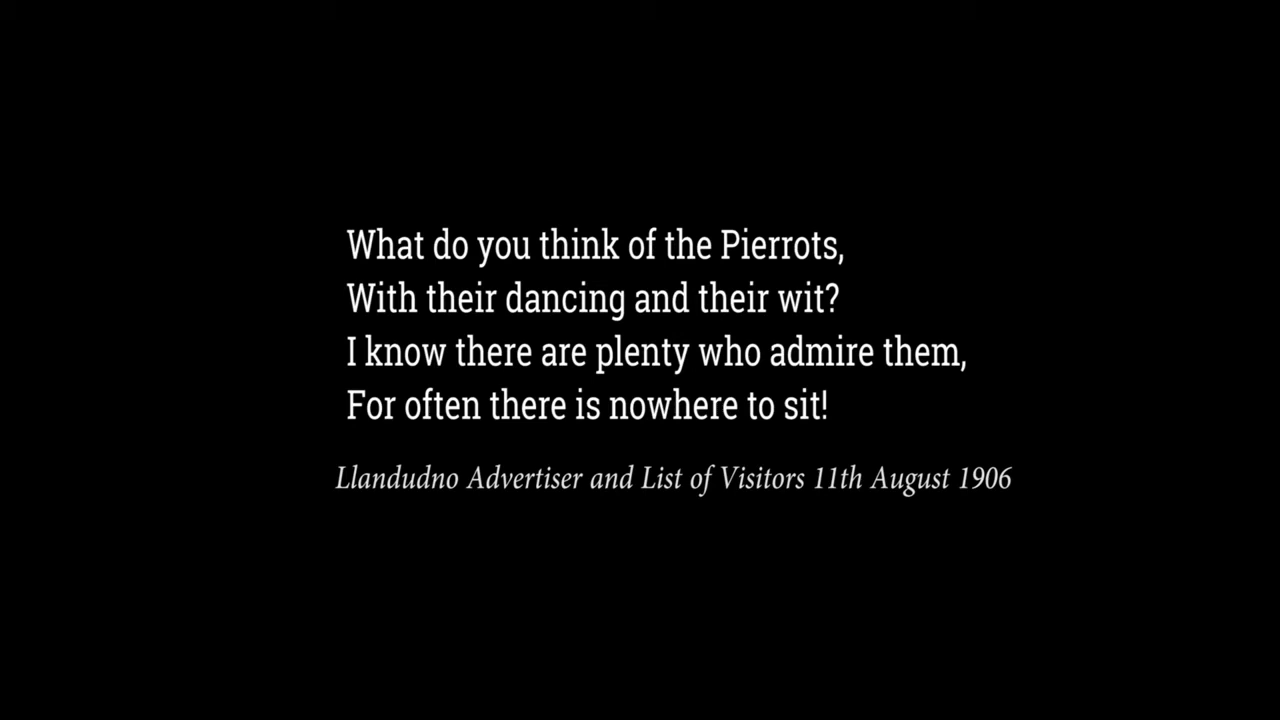 What do you think of the Pierrots,
With their dancing and their wit?
I know there are plenty who admire them,
For often there is nowhere to sit!
Llandudno Advertiser and List of Visitors 11th August 1906